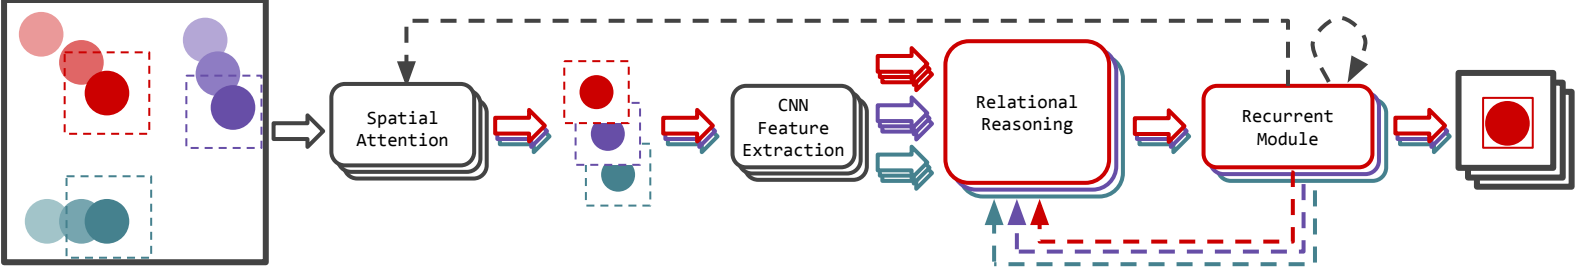 Spatial
Attention
CNN
Feature
Extraction
Relational
Reasoning
Recurrent
Module